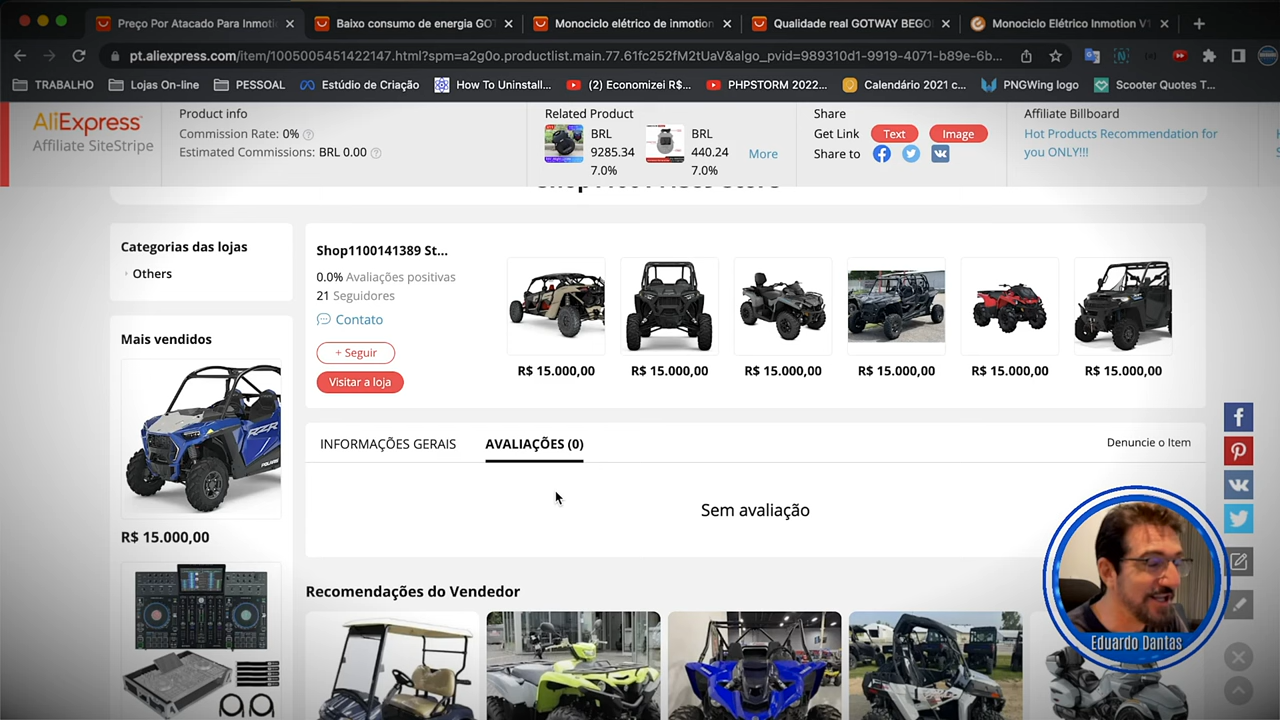 Preço Por Atacado Para Inmoti
Baixo consumo de energia GOT
Monociclo elétrico de inmotion
Qualidade real GOTWAY BEGO
Monociclo Elétrico Inmotion V1
pt.aliexpress.com/item/1005005451422147.html?spm=a2g0o.productlist.main.77.61fc252fM2tUaV&algo_pvid=989310d1-9919-4071-b89e-6b...
TRABALHO
Lojas On-line
PESSOAL
Estúdio de Criação
How To Uninstall...
(2) Economizei R$...
PHPSTORM 2022...
Calendário 2021 c...
PNGWing logo
Scooter Quotes T...
AliExpress
Affiliate SiteStripe
Product info
Commission Rate: 0%
Estimated Commissions: BRL 0.00
Related Product
BRL
9285.34
7.0%
BRL
440.24
7.0%
More
Share
Get Link
Text
Image
Share to
Affiliate Billboard
Hot Products Recommendation for
you ONLY!!!
Categorias das lojas
Others
Mais vendidos
R$ 15.000,00
Shop1100141389 St...
0.0% Avaliações positivas
21 Seguidores
Contato
+ Seguir
Visitar a loja
R$ 15.000,00
R$ 15.000,00
R$ 15.000,00
R$ 15.000,00
R$ 15.000,00
R$ 15.000,00
INFORMAÇÕES GERAIS
AVALIAÇÕES (0)
Denuncie o Item
Sem avaliação
Recomendações do Vendedor
Eduardo Dantas